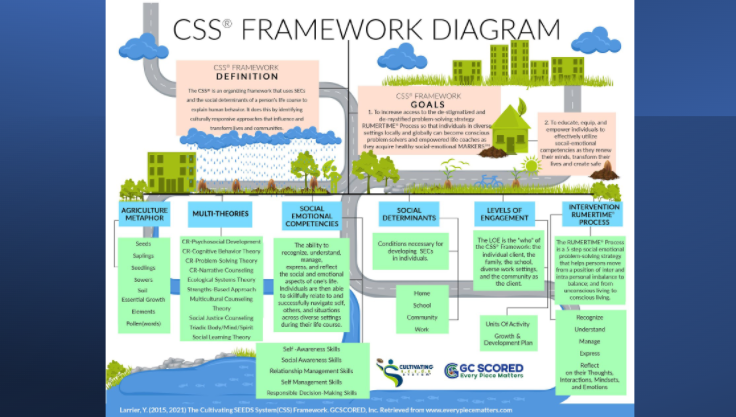 CSS® FRAMEWORK DIAGRAM
CSS® FRAMEWORK
DEFINITION
The CSS® is an organizing framework that uses SECs
and the social determinants of a person's life course to
explain human behavior. It does this by identifying
culturally responsive approaches that influence and
transform lives and communities.
CSS® FRAMEWORK
GOALS
1. To increase access to the de-stigmatized and
de-mystified problem-solving strategy
RUMERTIME® Process so that individuals in diverse
settings locally and globally can become conscious
problem-solvers and empowered life coaches as
they acquire healthy social-emotional MARKERS™
2. To educate, equip, and
empower individuals to
effectively utilize
social-emotional
competencies as they renew
their minds, transform their
lives and create safe
AGRICULTURE
METAPHOR
Seeds
Saplings
Seedlings
Sowers
Soil
Essential Growth
Elements
Pollen(words)
MULTI-THEORIES
CR-Psychosocial Development
CR-Cognitive Behavior Theory
CR-Problem-Solving Theory
CR-Narrative Counseling
Ecological Systems Theory
Strengths-Based Approach
Multicultural Counseling
Theory
Social Justice Counseling
Triadic Body/Mind/Spirit
Social Learning Theory
SOCIAL
EMOTIONAL
COMPETENCIES
The ability to
recognize, understand,
manage,
express, and reflect
the social and emotional
aspects of one's life.
Individuals are then able
to skillfully relate to and
successfully navigate self,
others, and situations
across diverse settings
during their life course.
Self-Awareness Skills
Social Awareness Skills
Relationship Management Skills
Self Management Skills
Responsible Decision-Making Skills
SOCIAL
DETERMINANTS
Conditions necessary for
developing SECs
in individuals.
Home
School
Community
Work
LEVELS OF
ENGAGEMENT
The LOE is the "who" of
the CSS® Framework: the
individual client, the
family, the school,
diverse work settings,
and the community as
the client.
Units Of Activity
Growth &
Development Plan
INTERVENTION
RUMERTIME®
PROCESS
The RUMERTIME® Process
is a 5 step social emotional
problem-solving strategy
that helps persons move
from a position of inter and
intra personal imbalance to
balance, and from
unconscious living to
conscious living.
Recognize
Understand
Manage
Express
Reflect
on their Thoughts,
Interactions, Mindsets,
and Emotions
CULTIVATING
SEEDS
GC SCORED
Every Piece Matters
Larrier, Y. (2015, 2021) The Cultivating SEEDS System(CSS) Framework. GCSCORED, Inc. Retrieved from www.everypiecematters.com